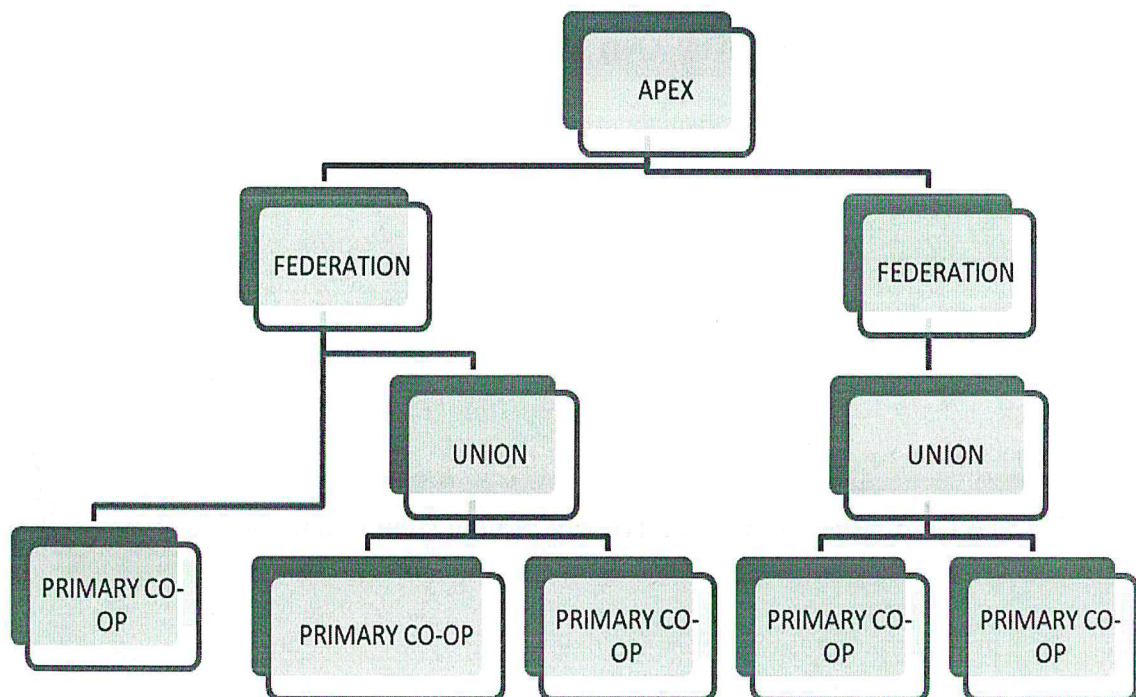 APEX
FEDERATION
FEDERATION
UNION
UNION
PRIMARY CO-
OP
PRIMARY CO-OP
PRIMARY CO-
OP
PRIMARY CO-
OP
PRIMARY CO-
OP